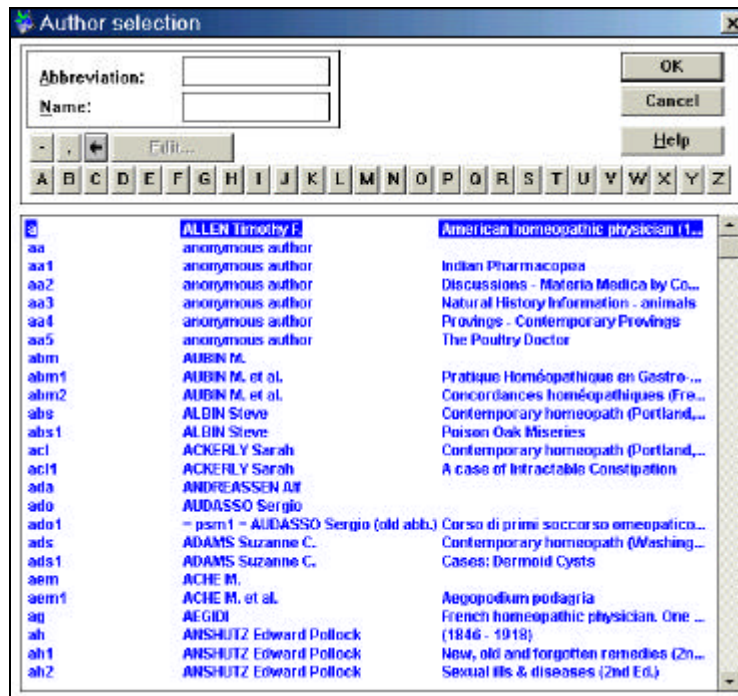 Author selection
Abbreviation:
OK
Name:
Cancel
- . Edit... Help
A B C D E F G H I J K L M N O P Q R S T U V W X Y Z
a ALLEN Timothy F. American homeopathic physician (1...
aa anonymous author
aa1 anonymous author Indian Pharmacopea
aa2 anonymous author Discussions - Materia Medica by Co...
aa3 anonymous author Natural History Information - animals
aa4 anonymous author Provings - Contemporary Provings
aa5 anonymous author The Poultry Doctor
abm AUBIN M.
abm1 AUBIN M. et al. Pratique Homéopathique en Gastro-...
abm2 AUBIN M. et al. Concordances homéopathiques (Fre...
abs ALBIN Steve Contemporary homeopath (Portland,...
abs1 ALBIN Steve Poison Oak Miseries
acl ACKERLY Sarah Contemporary homeopath (Portland,...
acl1 ACKERLY Sarah A case of Intractable Constipation
ada ANDREASSEN Alf
ado AUDASSO Sergio
ado1 = psm1 = AUDASSO Sergio (old abb.) Corso di primi soccorso omeopatico...
ads ADAMS Suzanne C. Contemporary homeopath (Washing...
ads1 ADAMS Suzanne C. Cases: Dermoid Cysts
aem ACHE M.
aem1 ACHE M. et al. Aegopodium podagria
ag AEGIDI French homeopathic physician. One ...
ah ANSHUTZ Edward Pollock (1846 - 1918)
ah1 ANSHUTZ Edward Pollock New, old and forgotten remedies (2n...
ah2 ANSHUTZ Edward Pollock Sexual ills & diseases (2nd Ed.)